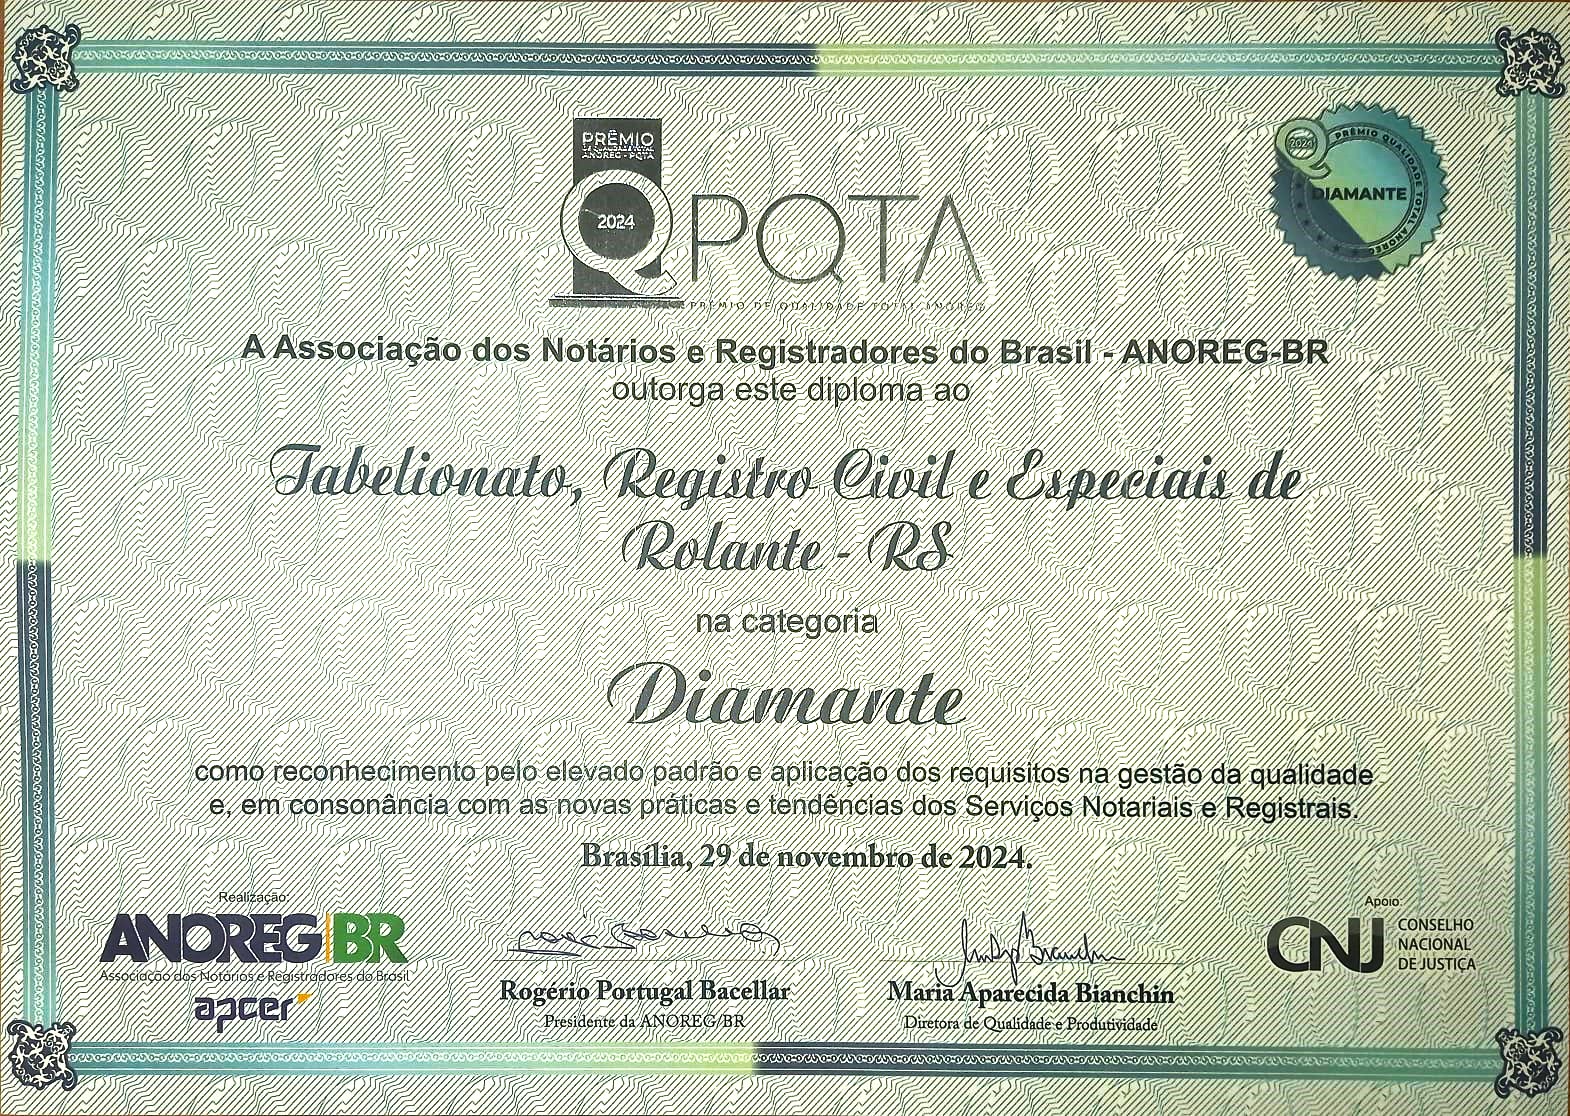 PRÊMIO
DE QUALIDADE TOTAL
ANOREG - PQTA
2024
PQTA
PRÊMIO DE QUALIDADE TOTAL ANOREG
2024
PRÊMIO QUALIDADE TOTAL ANOREG
DIAMANTE
A Associação dos Notários e Registradores do Brasil - ANOREG-BR
outorga este diploma ao
Tabelionato, Registro Civil e Especiais de
Rolante - RS
na categoria
Diamante
como reconhecimento pelo elevado padrão e aplicação dos requisitos na gestão da qualidade
e, em consonância com as novas práticas e tendências dos Serviços Notariais e Registrais.
Brasília, 29 de novembro de 2024.
Realização:
ANOREG BR
Associação dos Notários e Registradores do Brasil
apcer
Rogério Portugal Bacellar
Presidente da ANOREG/BR
Maria Aparecida Bianchin
Diretora de Qualidade e Produtividade
Apoio:
CNJ
CONSELHO
NACIONAL
DE JUSTIÇA